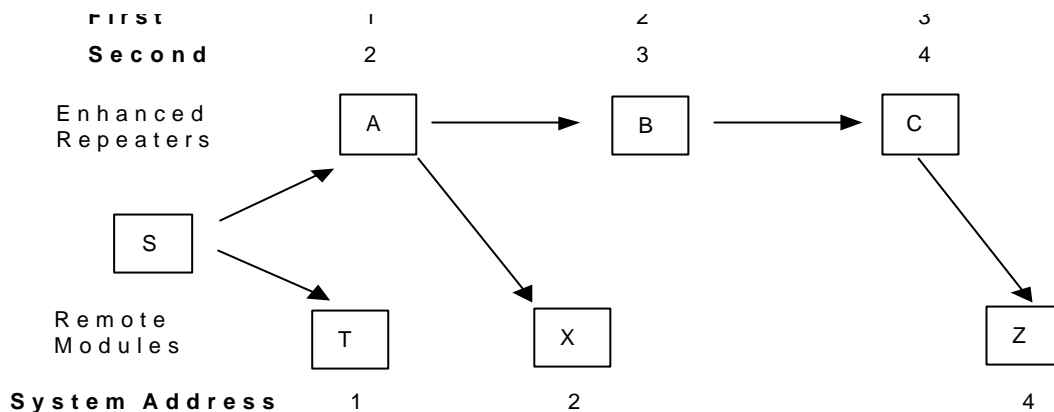 First 1 2 3
Second 2 3 4
Enhanced
Repeaters
A B C
S
Remote
Modules
T X Z
System Address 1 2 4